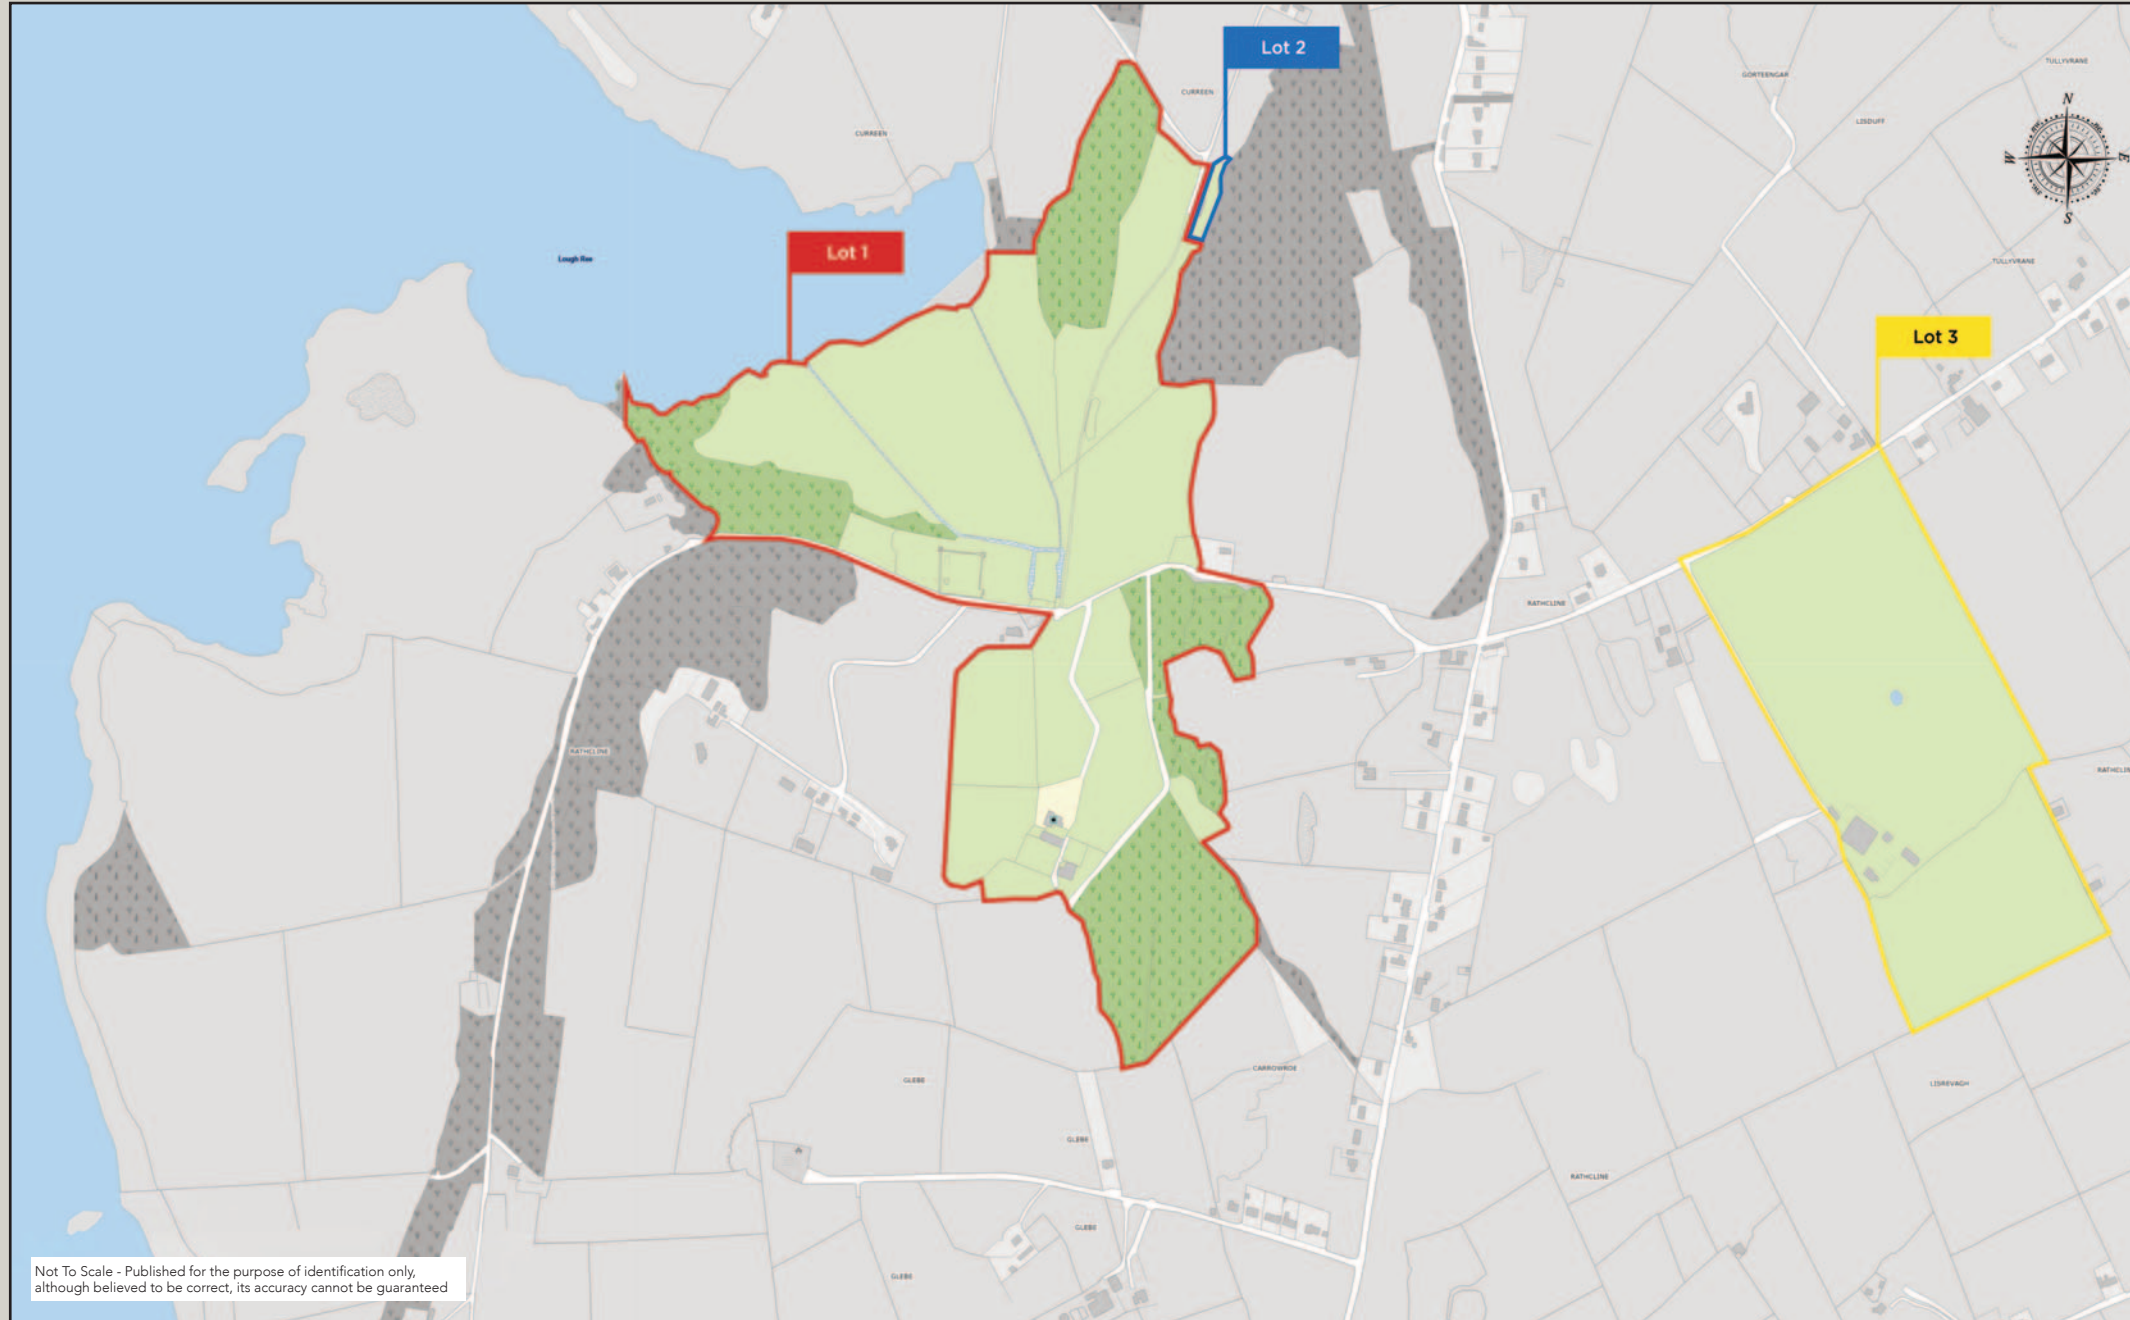 Lot 2
TULLYVRANE
GORTEENGAR
CURREEN
N
LISDUFF
CURREEN
W
E
S
Lot 1
Lough Ree
TULLYVRANE
Lot 3
RATHCLINE
RATHCLINE
RATHCLIN
CARROWROE
GLEBE
LISREVAGH
GLEBE
RATHCLINE
GLEBE
GLEBE
Not To Scale - Published for the purpose of identification only,
although believed to be correct, its accuracy cannot be guaranteed